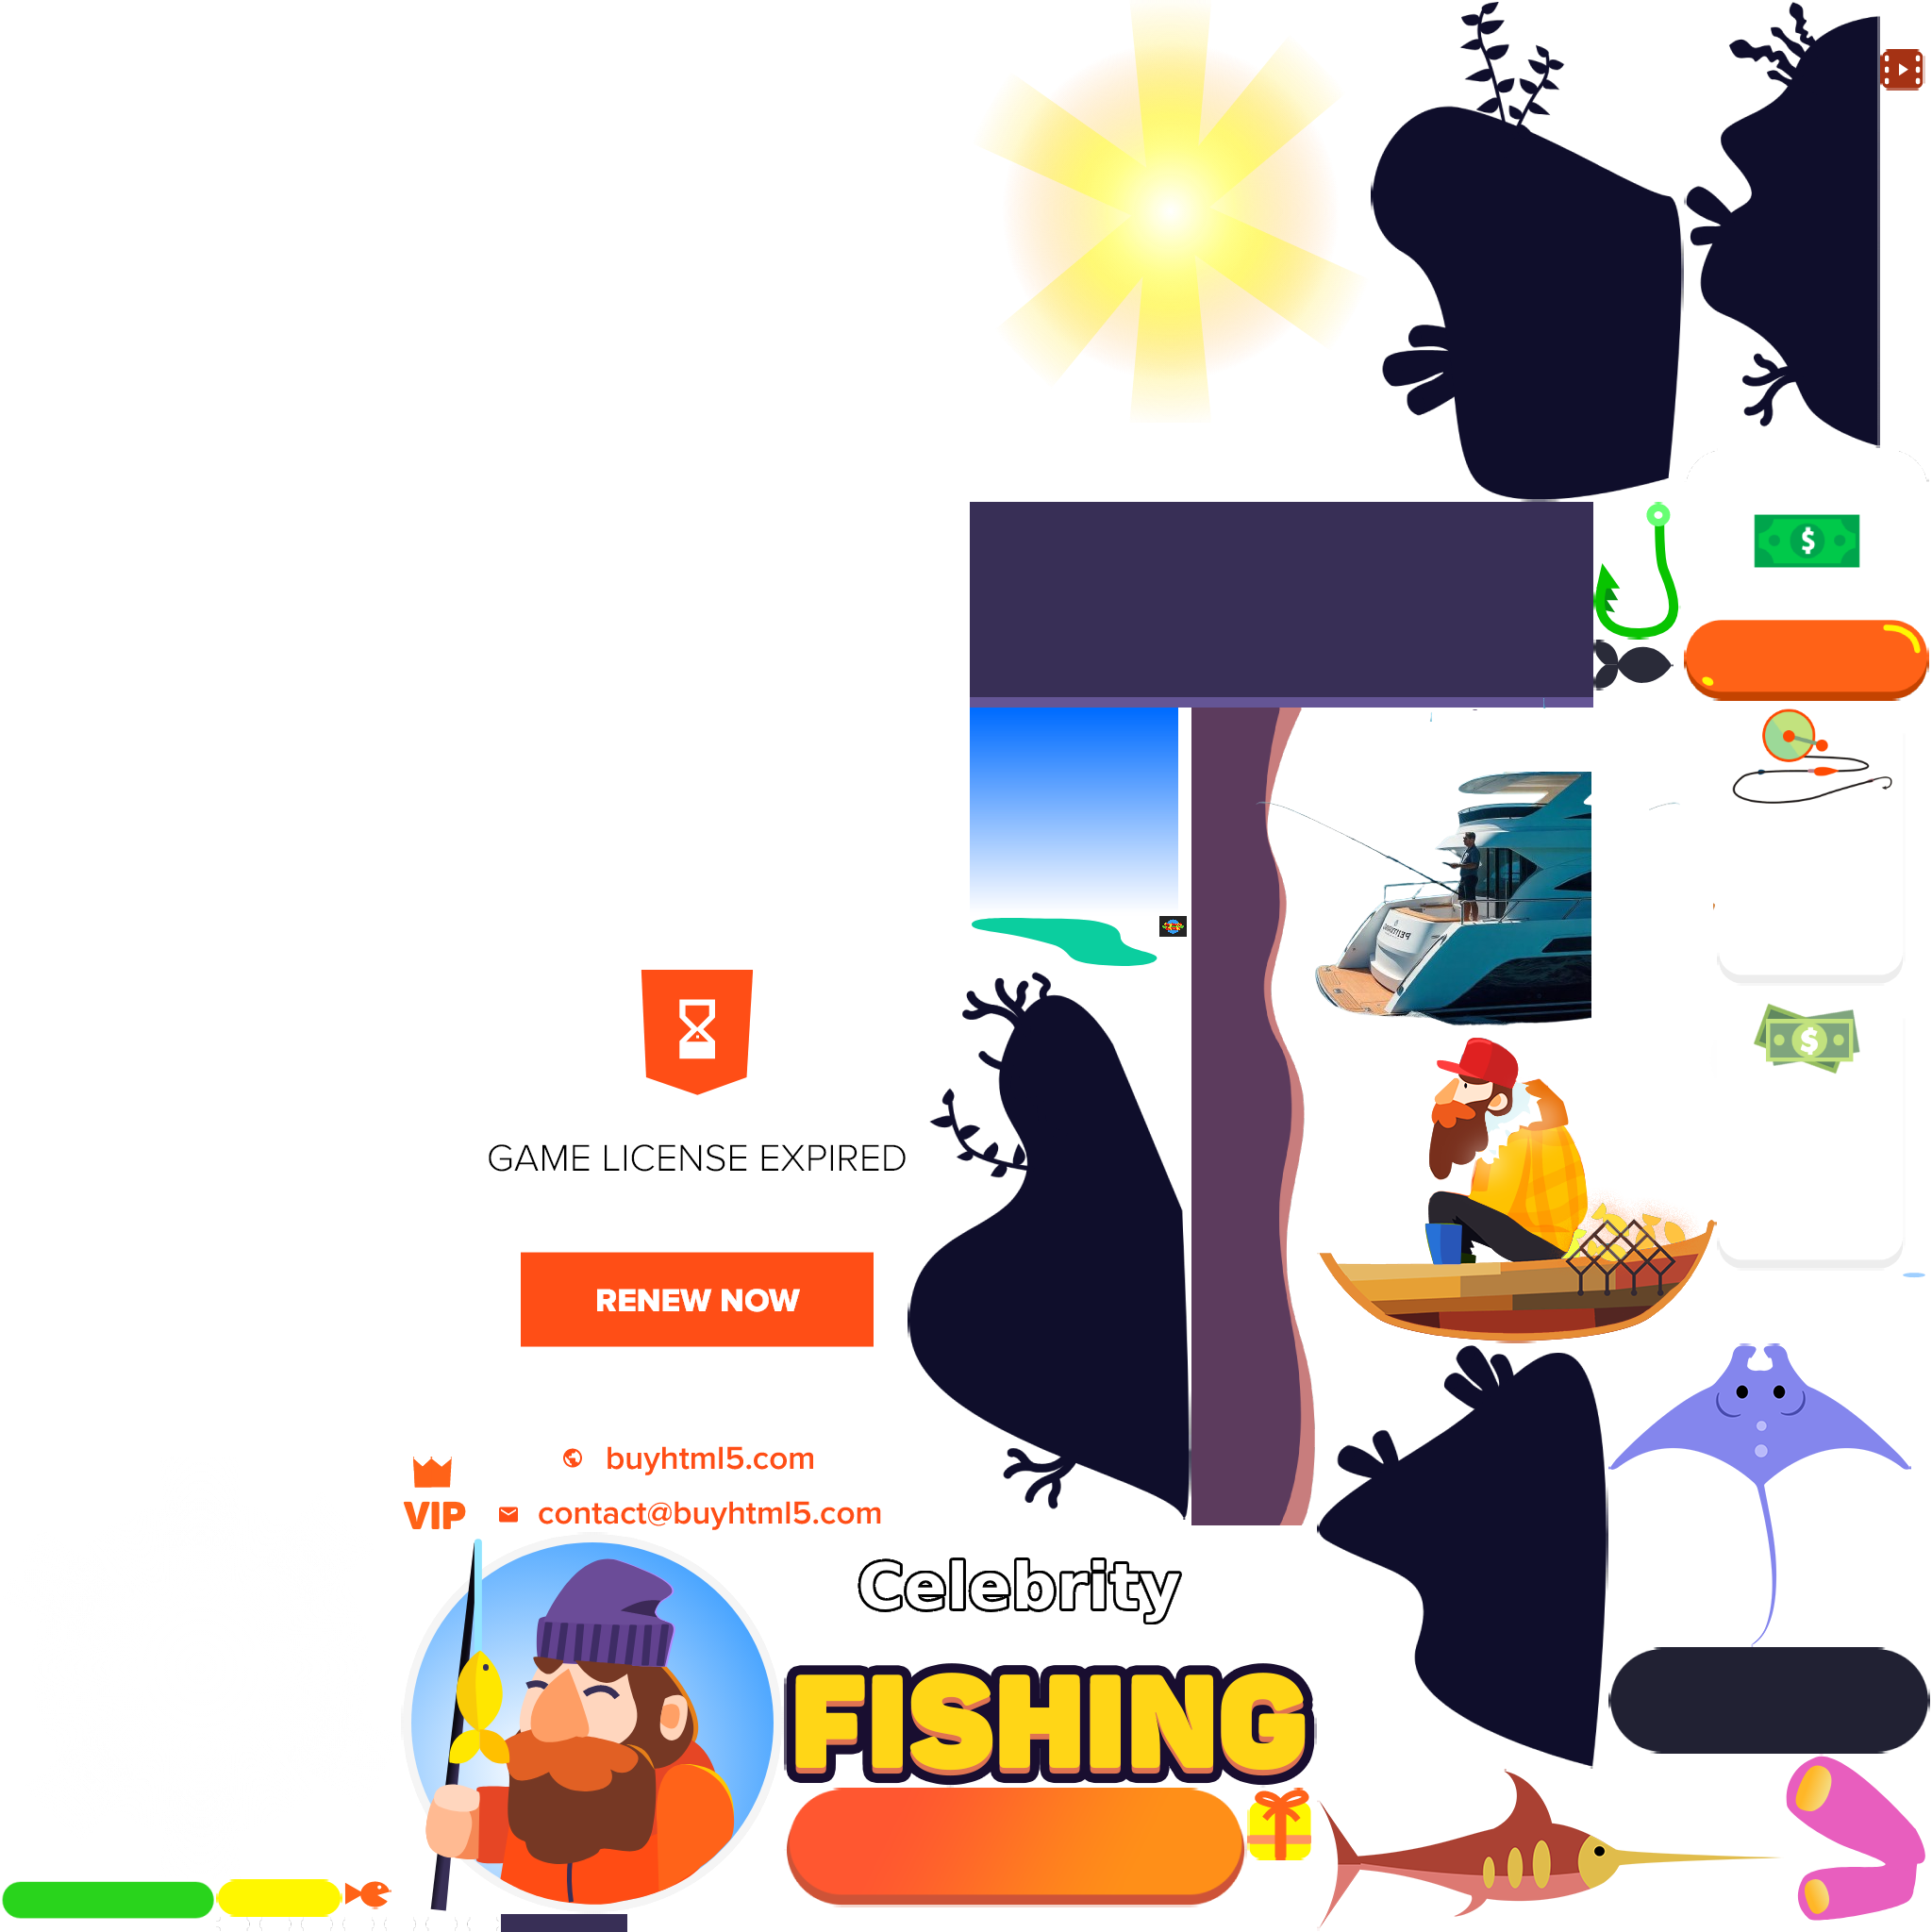 $
$
GAME LICENSE EXPIRED
RENEW NOW
buyhtml5.com
VIP
contact@buyhtml5.com
Celebrity
FISHING